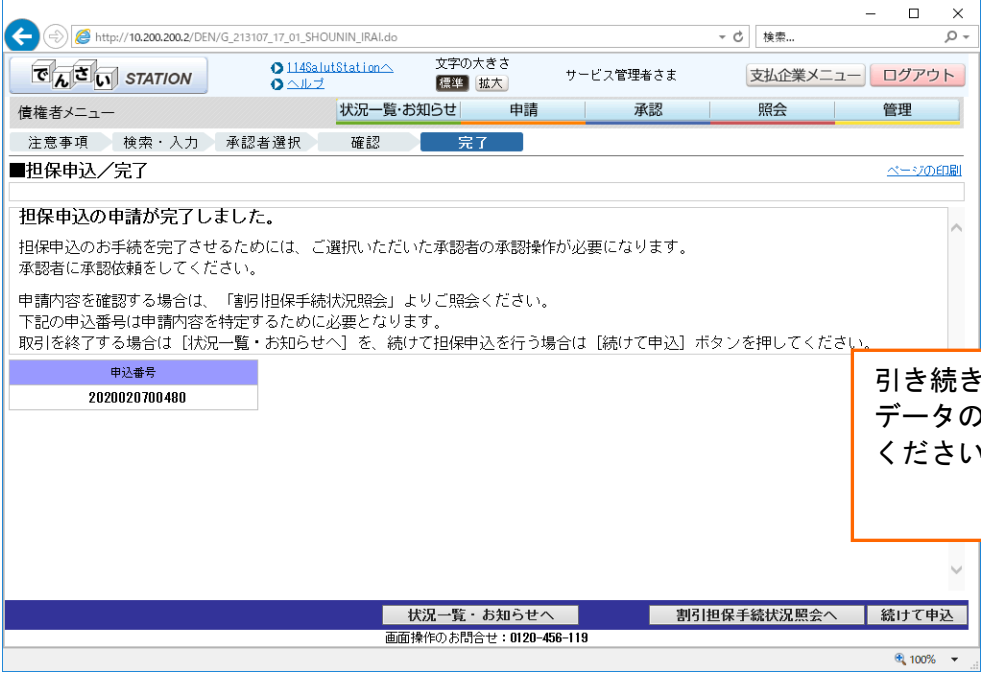 http://10.200.200.2/DEN/G_213107_17_01_SHOUNIN_IRAI.do
検索...
でんさい STATION
114SalutStationへ
ヘルプ
文字の大きさ
標準 拡大
サービス管理者さま
支払企業メニュー
ログアウト
債権者メニュー
状況一覧・お知らせ 申請 承認 照会 管理
注意事項 検索・入力 承認者選択 確認 完了
■担保申込／完了
ページの印刷
担保申込の申請が完了しました。
担保申込のお手続を完了させるためには、ご選択いただいた承認者の承認操作が必要になります。
承認者に承認依頼をしてください。
申請内容を確認する場合は、「割引担保手続状況照会」よりご照会ください。
下記の申込番号は申請内容を特定するために必要となります。
取引を終了する場合は［状況一覧・お知らせへ］を、続けて担保申込を行う場合は［続けて申込］ボタンを押してください。
申込番号
2020020700480
引き続き
データの
ください
状況一覧・お知らせへ
割引担保手続状況照会へ
続けて申込
画面操作のお問合せ：0120-456-119
100%